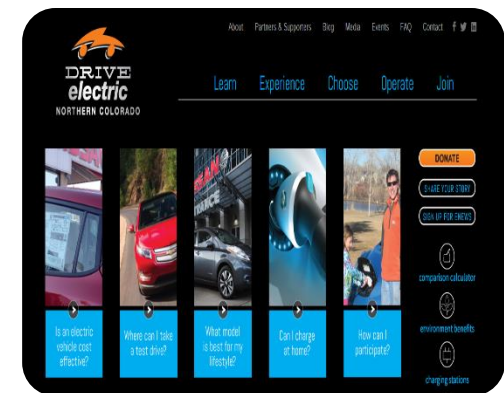 About Partners & Supporters Blog Media Events FAQ Contact
DRIVE
electric
NORTHERN COLORADO
Learn Experience Choose Operate Join
DONATE
SHARE YOUR STORY
SIGN UP FOR ENEWS
comparison calculator
environment benefits
charging stations
Is an electric
vehicle cost
effective?
Where can I take
a test drive?
What model
is best for my
lifestyle?
Can I charge
at home?
How can I
participate?